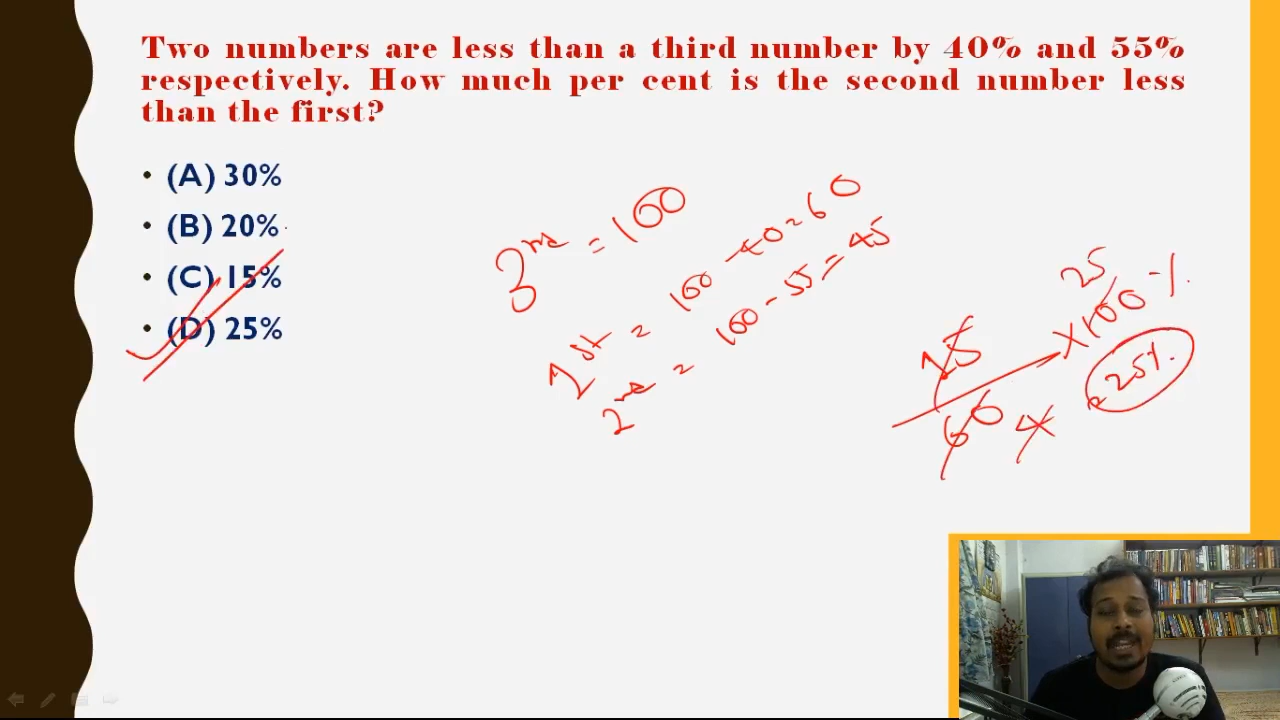 Two numbers are less than a third number by 40% and 55%
respectively. How much per cent is the second number less
than the first?
• (A) 30%
• (B) 20%
• (C) 15%
• (D) 25%
3rd = 100
1st = 100 - 40 = 60
2nd = 100 - 55 = 45
15
60
4
25
×100 %
= 25%